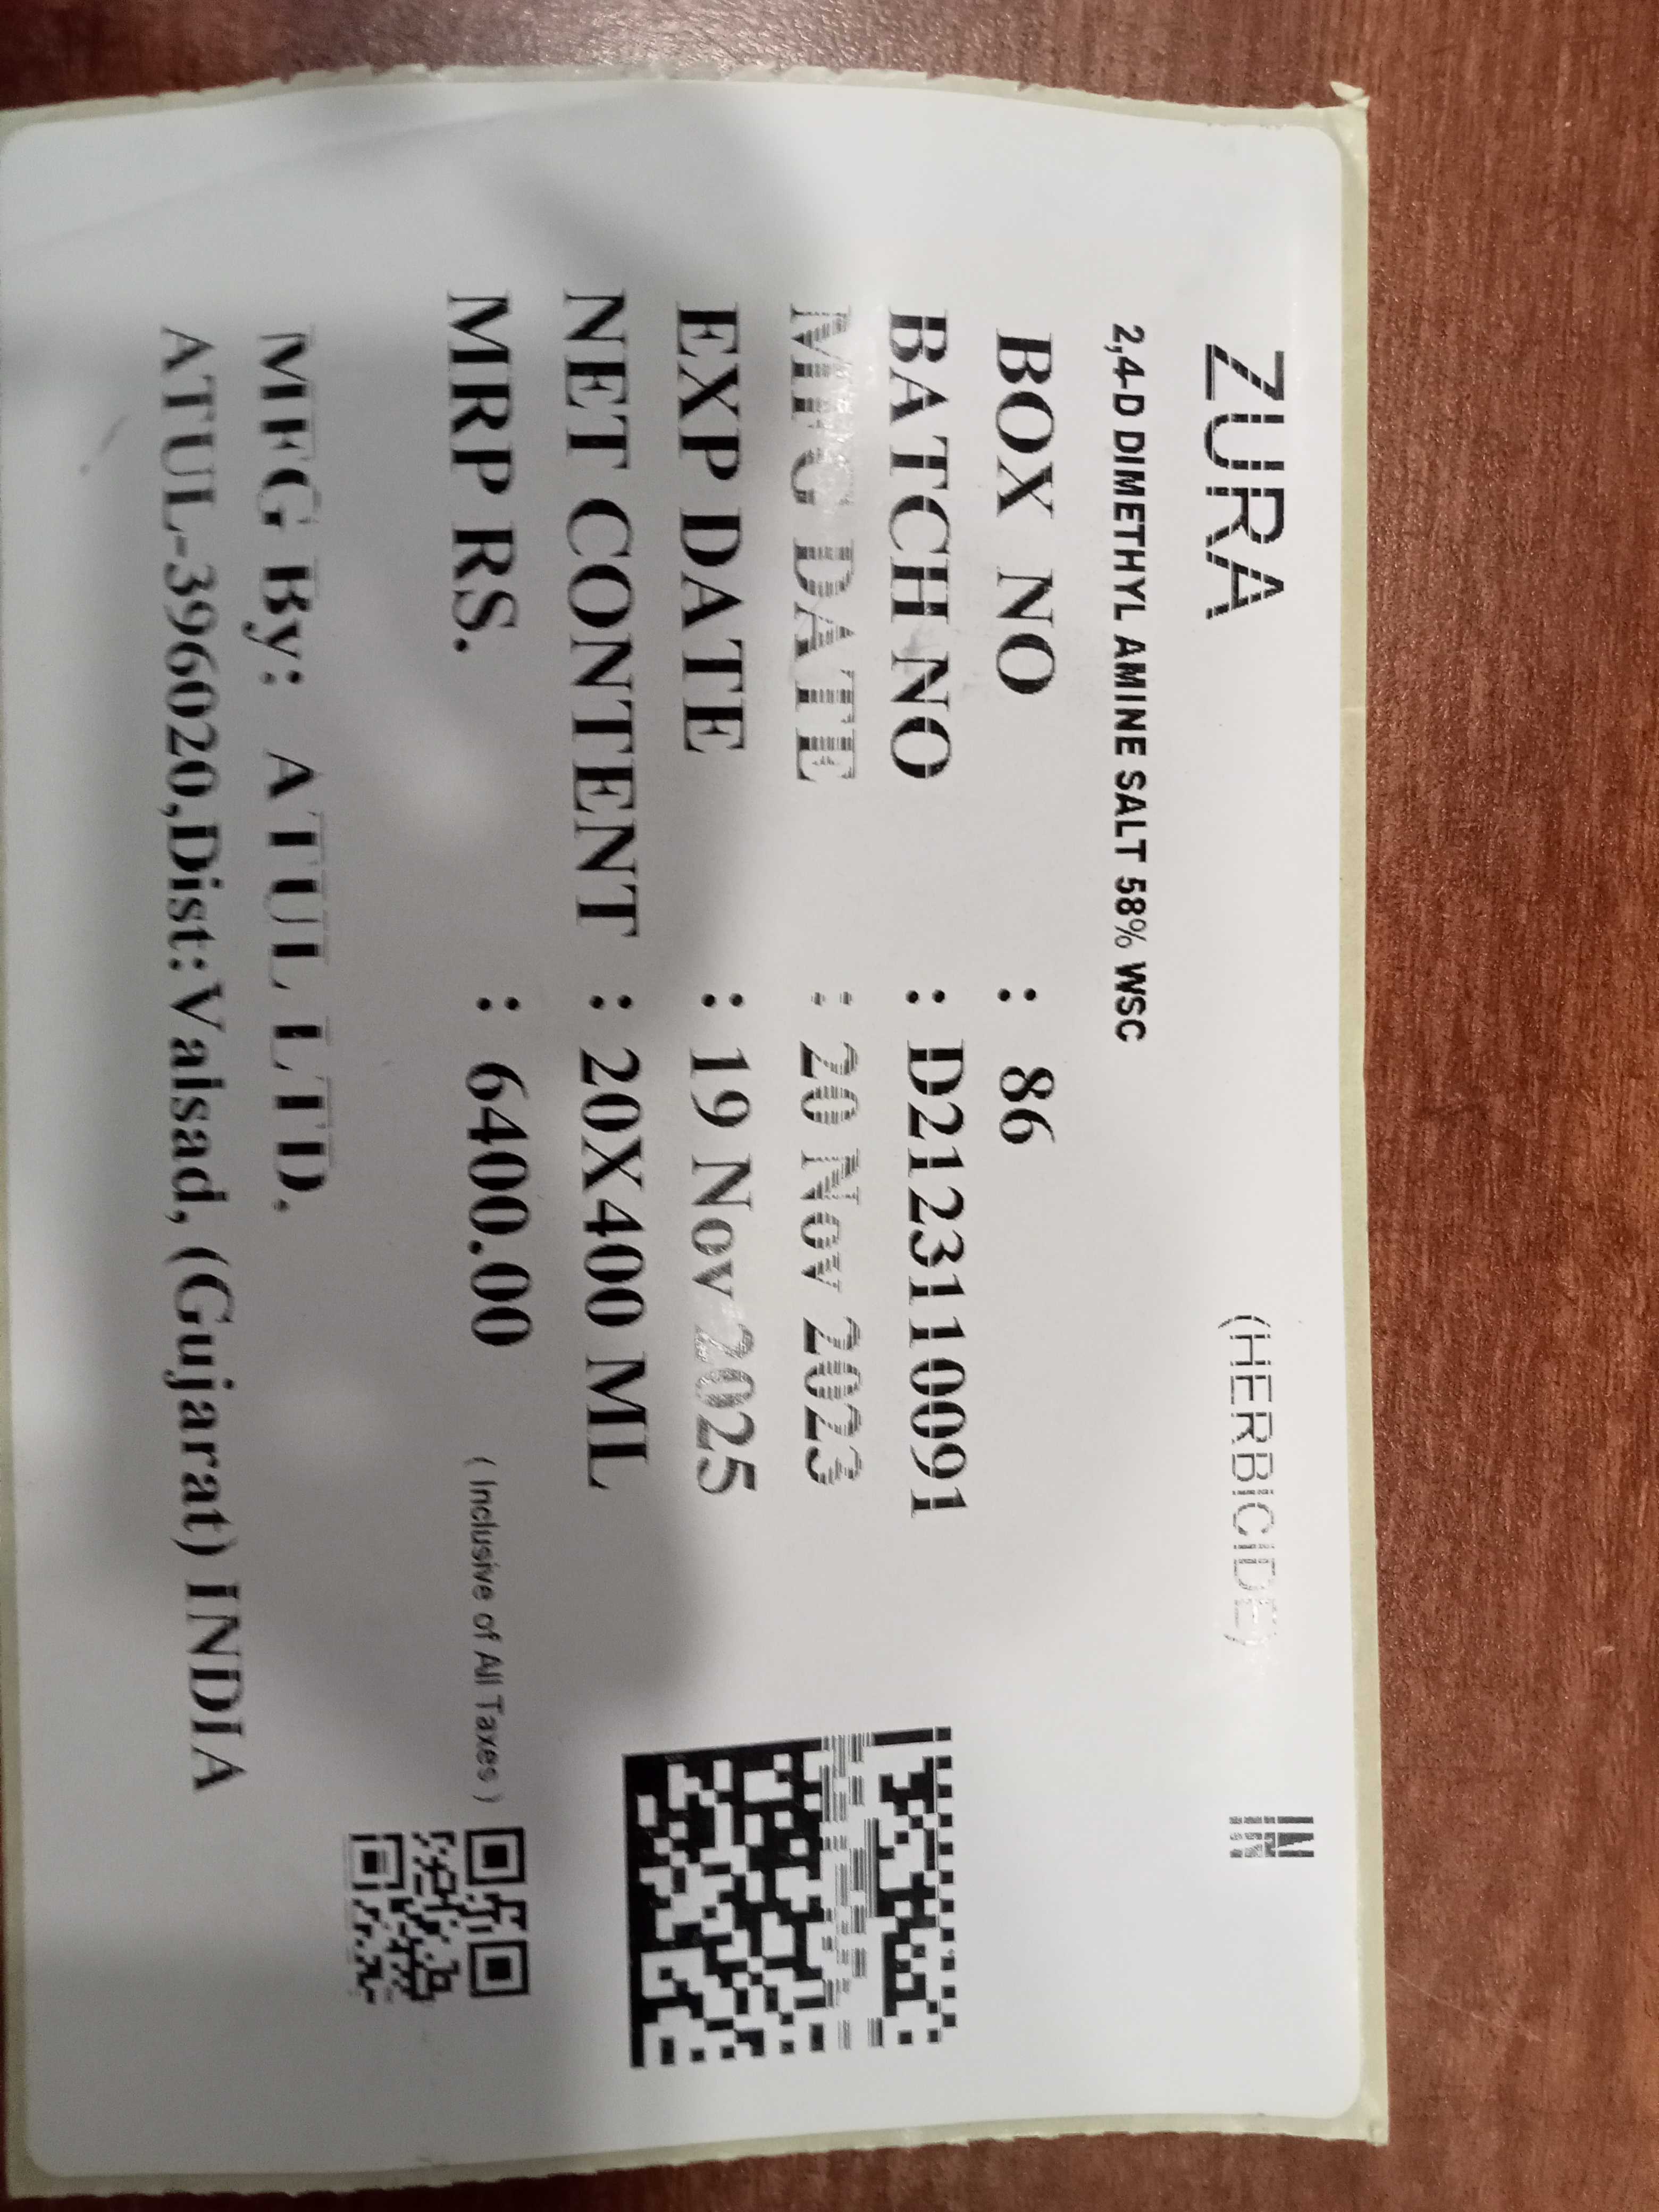 ZURA (HERBICIDE) IN
2,4-D DIMETHYL AMINE SALT 58% WSC
BOX NO : 86
BATCH NO : D2123110091
MFG DATE : 20 Nov 2023
EXP DATE : 19 Nov 2025
NET CONTENT : 20X400 ML
MRP RS. : 6400.00 ( Inclusive of All Taxes )
MFG By: ATUL LTD.
ATUL-396020,Dist:Valsad, (Gujarat) INDIA